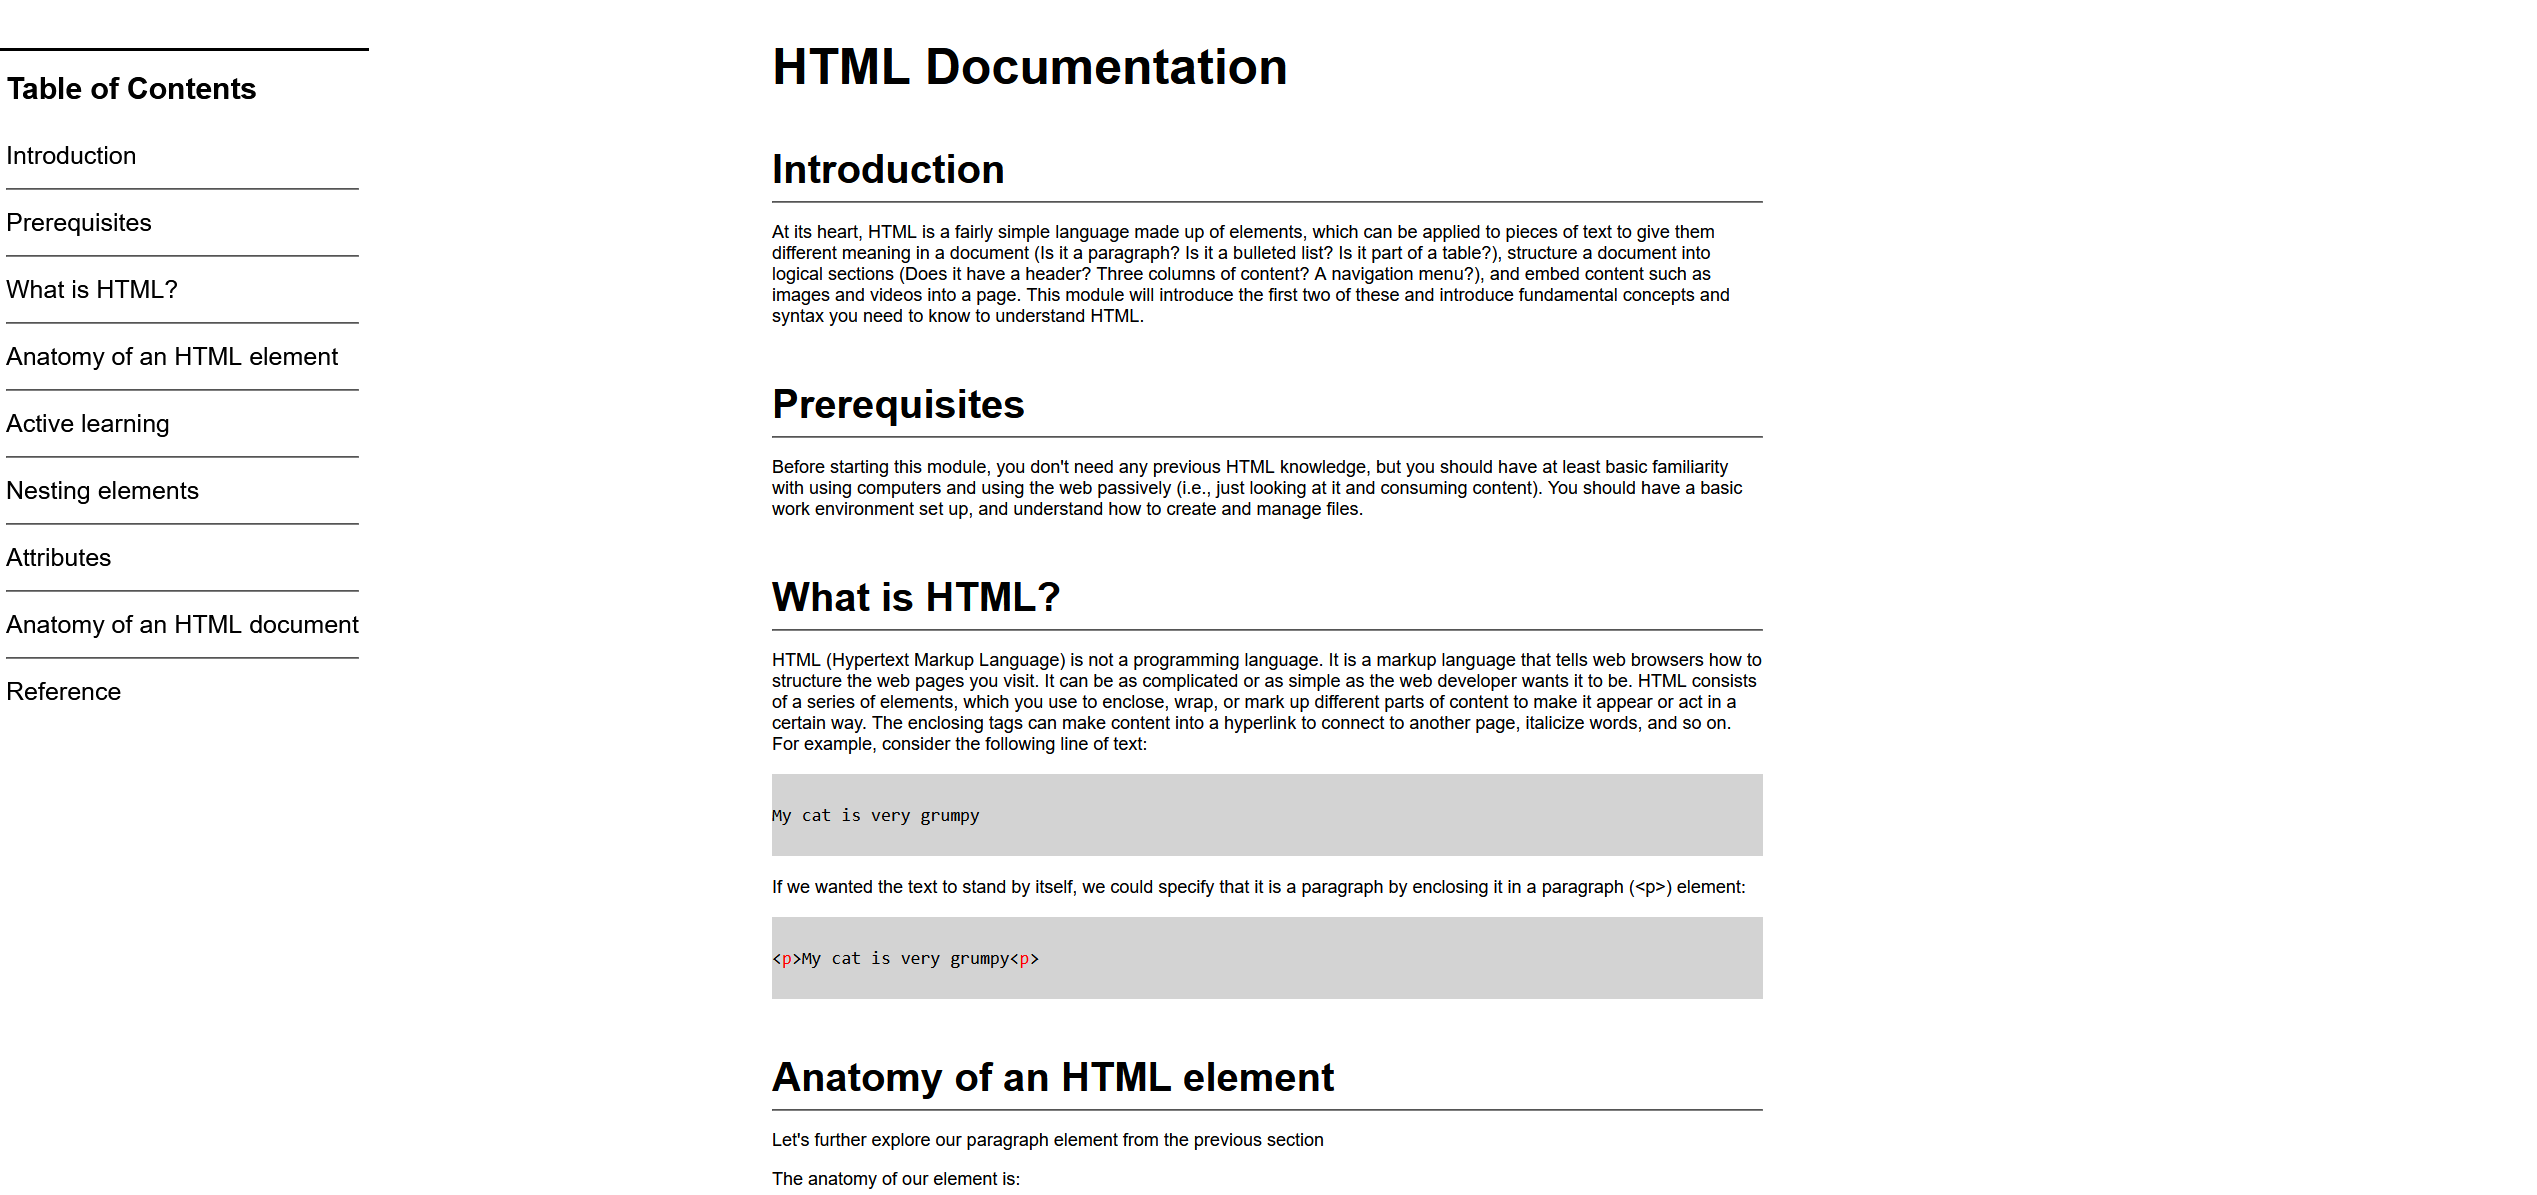 Table of Contents
Introduction
Prerequisites
What is HTML?
Anatomy of an HTML element
Active learning
Nesting elements
Attributes
Anatomy of an HTML document
Reference
HTML Documentation
Introduction
At its heart, HTML is a fairly simple language made up of elements, which can be applied to pieces of text to give them
different meaning in a document (Is it a paragraph? Is it a bulleted list? Is it part of a table?), structure a document into
logical sections (Does it have a header? Three columns of content? A navigation menu?), and embed content such as
images and videos into a page. This module will introduce the first two of these and introduce fundamental concepts and
syntax you need to know to understand HTML.
Prerequisites
Before starting this module, you don't need any previous HTML knowledge, but you should have at least basic familiarity
with using computers and using the web passively (i.e., just looking at it and consuming content). You should have a basic
work environment set up, and understand how to create and manage files.
What is HTML?
HTML (Hypertext Markup Language) is not a programming language. It is a markup language that tells web browsers how to
structure the web pages you visit. It can be as complicated or as simple as the web developer wants it to be. HTML consists
of a series of elements, which you use to enclose, wrap, or mark up different parts of content to make it appear or act in a
certain way. The enclosing tags can make content into a hyperlink to connect to another page, italicize words, and so on.
For example, consider the following line of text:
My cat is very grumpy
If we wanted the text to stand by itself, we could specify that it is a paragraph by enclosing it in a paragraph (<p>) element:
<p>My cat is very grumpy<p>
Anatomy of an HTML element
Let's further explore our paragraph element from the previous section
The anatomy of our element is: